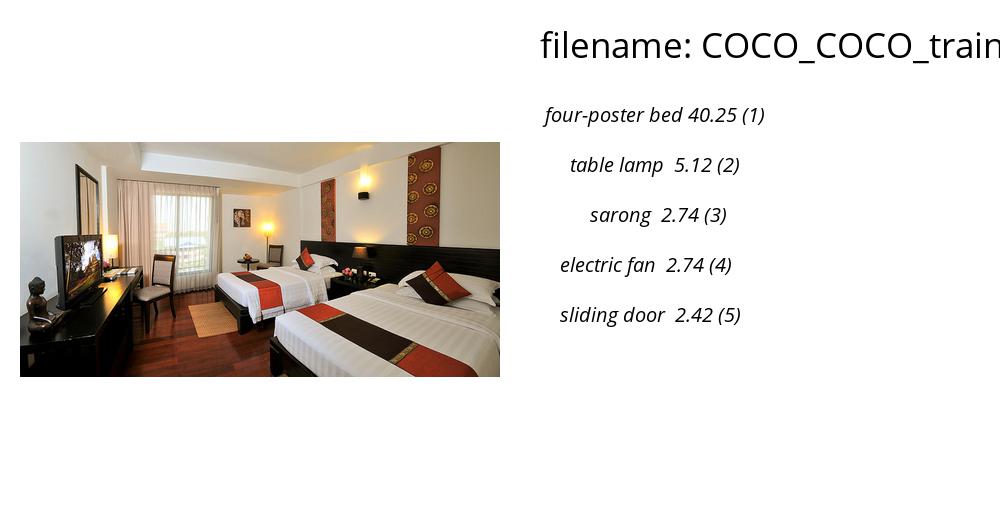 filename: COCO_COCO_train
four-poster bed 40.25 (1)
table lamp 5.12 (2)
sarong 2.74 (3)
electric fan 2.74 (4)
sliding door 2.42 (5)